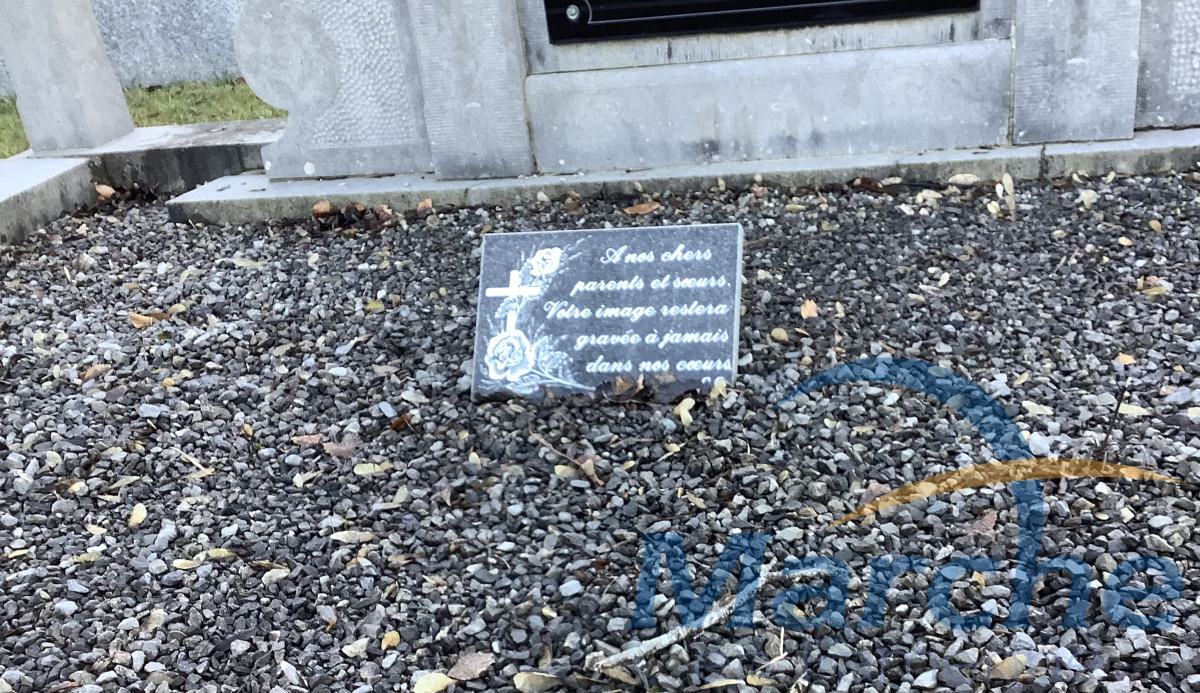 A nos chers
parents et sœurs.
Votre image restera
gravée à jamais
dans nos cœurs
Marche